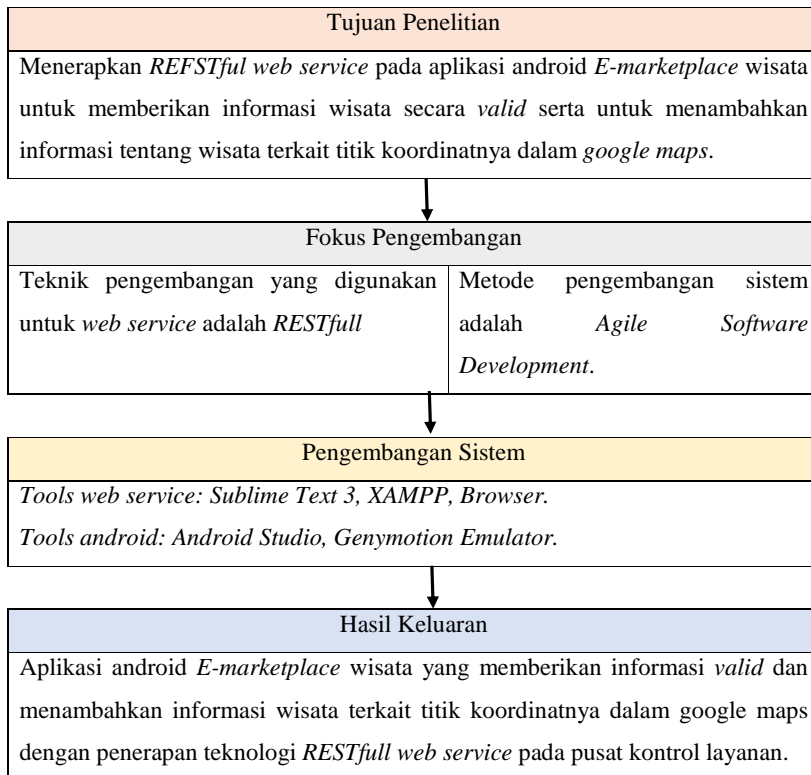 Tujuan Penelitian
Menerapkan REFSTful web service pada aplikasi android E-marketplace wisata
untuk memberikan informasi wisata secara valid serta untuk menambahkan
informasi tentang wisata terkait titik koordinatnya dalam google maps.
Fokus Pengembangan
Teknik pengembangan yang digunakan
untuk web service adalah RESTfull
Metode pengembangan sistem
adalah Agile Software
Development.
Pengembangan Sistem
Tools web service: Sublime Text 3, XAMPP, Browser.
Tools android: Android Studio, Genymotion Emulator.
Hasil Keluaran
Aplikasi android E-marketplace wisata yang memberikan informasi valid dan
menambahkan informasi wisata terkait titik koordinatnya dalam google maps
dengan penerapan teknologi RESTfull web service pada pusat kontrol layanan.